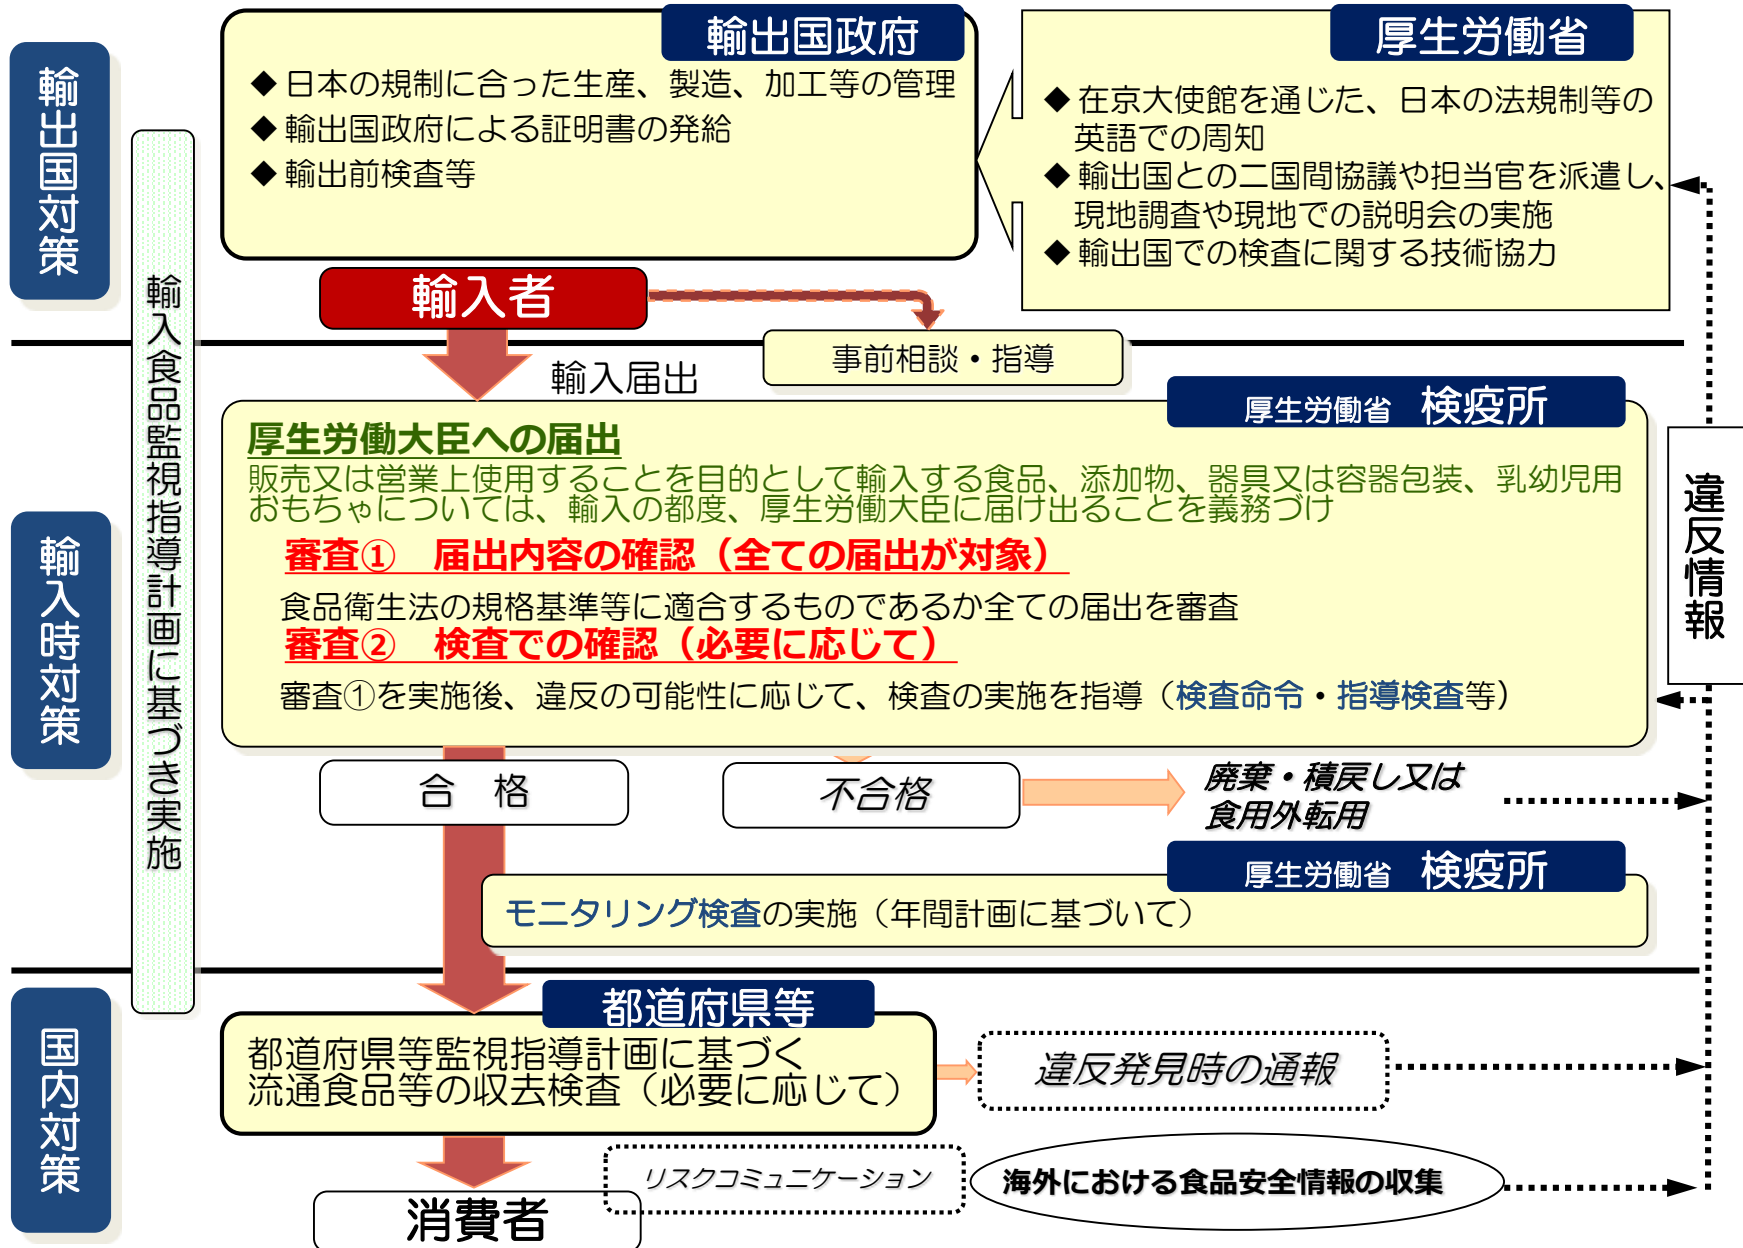 輸出国対策
輸出国政府
◆日本の規制に合った生産、製造、加工等の管理
◆輸出国政府による証明書の発給
◆輸出前検査等
厚生労働省
◆在京大使館を通じた、日本の法規制等の
英語での周知
◆輸出国との二国間協議や担当官を派遣し、
現地調査や現地での説明会の実施
◆輸出国での検査に関する技術協力
輸入食品監視指導計画に基づき実施
輸入者
事前相談・指導
輸入届出
輸入時対策
厚生労働省 検疫所
厚生労働大臣への届出
販売又は営業上使用することを目的として輸入する食品、添加物、器具又は容器包装、乳幼児用
おもちゃについては、輸入の都度、厚生労働大臣に届け出ることを義務づけ
審査① 届出内容の確認（全ての届出が対象）
食品衛生法の規格基準等に適合するものであるか全ての届出を審査
審査② 検査での確認（必要に応じて）
審査①を実施後、違反の可能性に応じて、検査の実施を指導（検査命令・指導検査等）
違反情報
合 格
不合格
廃棄・積戻し又は
食用外転用
厚生労働省 検疫所
モニタリング検査の実施（年間計画に基づいて）
国内対策
都道府県等
都道府県等監視指導計画に基づく
流通食品等の収去検査（必要に応じて）
違反発見時の通報
リスクコミュニケーション
海外における食品安全情報の収集
消費者